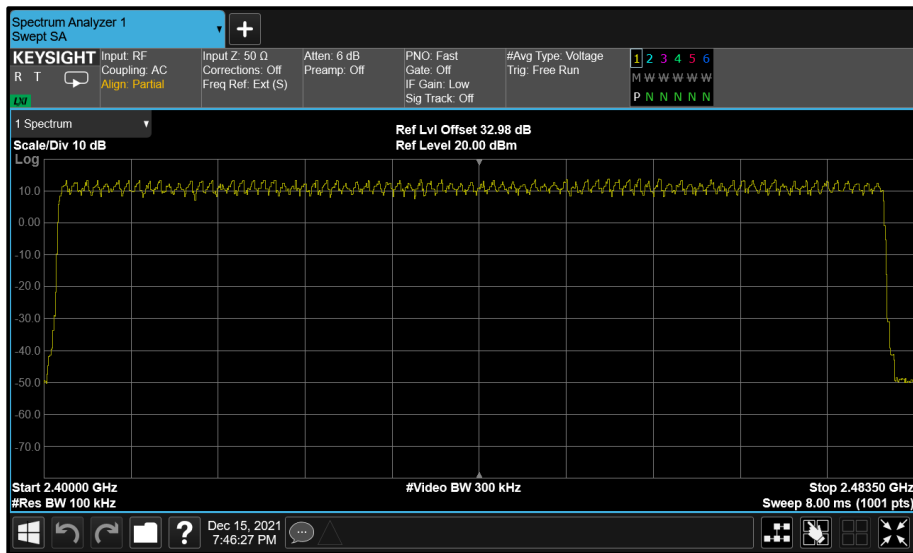 Spectrum Analyzer 1
Swept SA
+
KEYSIGHT
R T
LXI
Input: RF
Coupling: AC
Align: Partial
Input Z: 50 Ω
Corrections: Off
Freq Ref: Ext (S)
Atten: 6 dB
Preamp: Off
PNO: Fast
Gate: Off
IF Gain: Low
Sig Track: Off
#Avg Type: Voltage
Trig: Free Run
1 2 3 4 5 6
M W W W W W
P N N N N N
1 Spectrum
Scale/Div 10 dB
Ref Lvl Offset 32.98 dB
Ref Level 20.00 dBm
Log
10.0
0.00
-10.0
-20.0
-30.0
-40.0
-50.0
-60.0
-70.0
Start 2.40000 GHz
#Res BW 100 kHz
#Video BW 300 kHz
Stop 2.48350 GHz
Sweep 8.00 ms (1001 pts)
?
Dec 15, 2021
7:46:27 PM